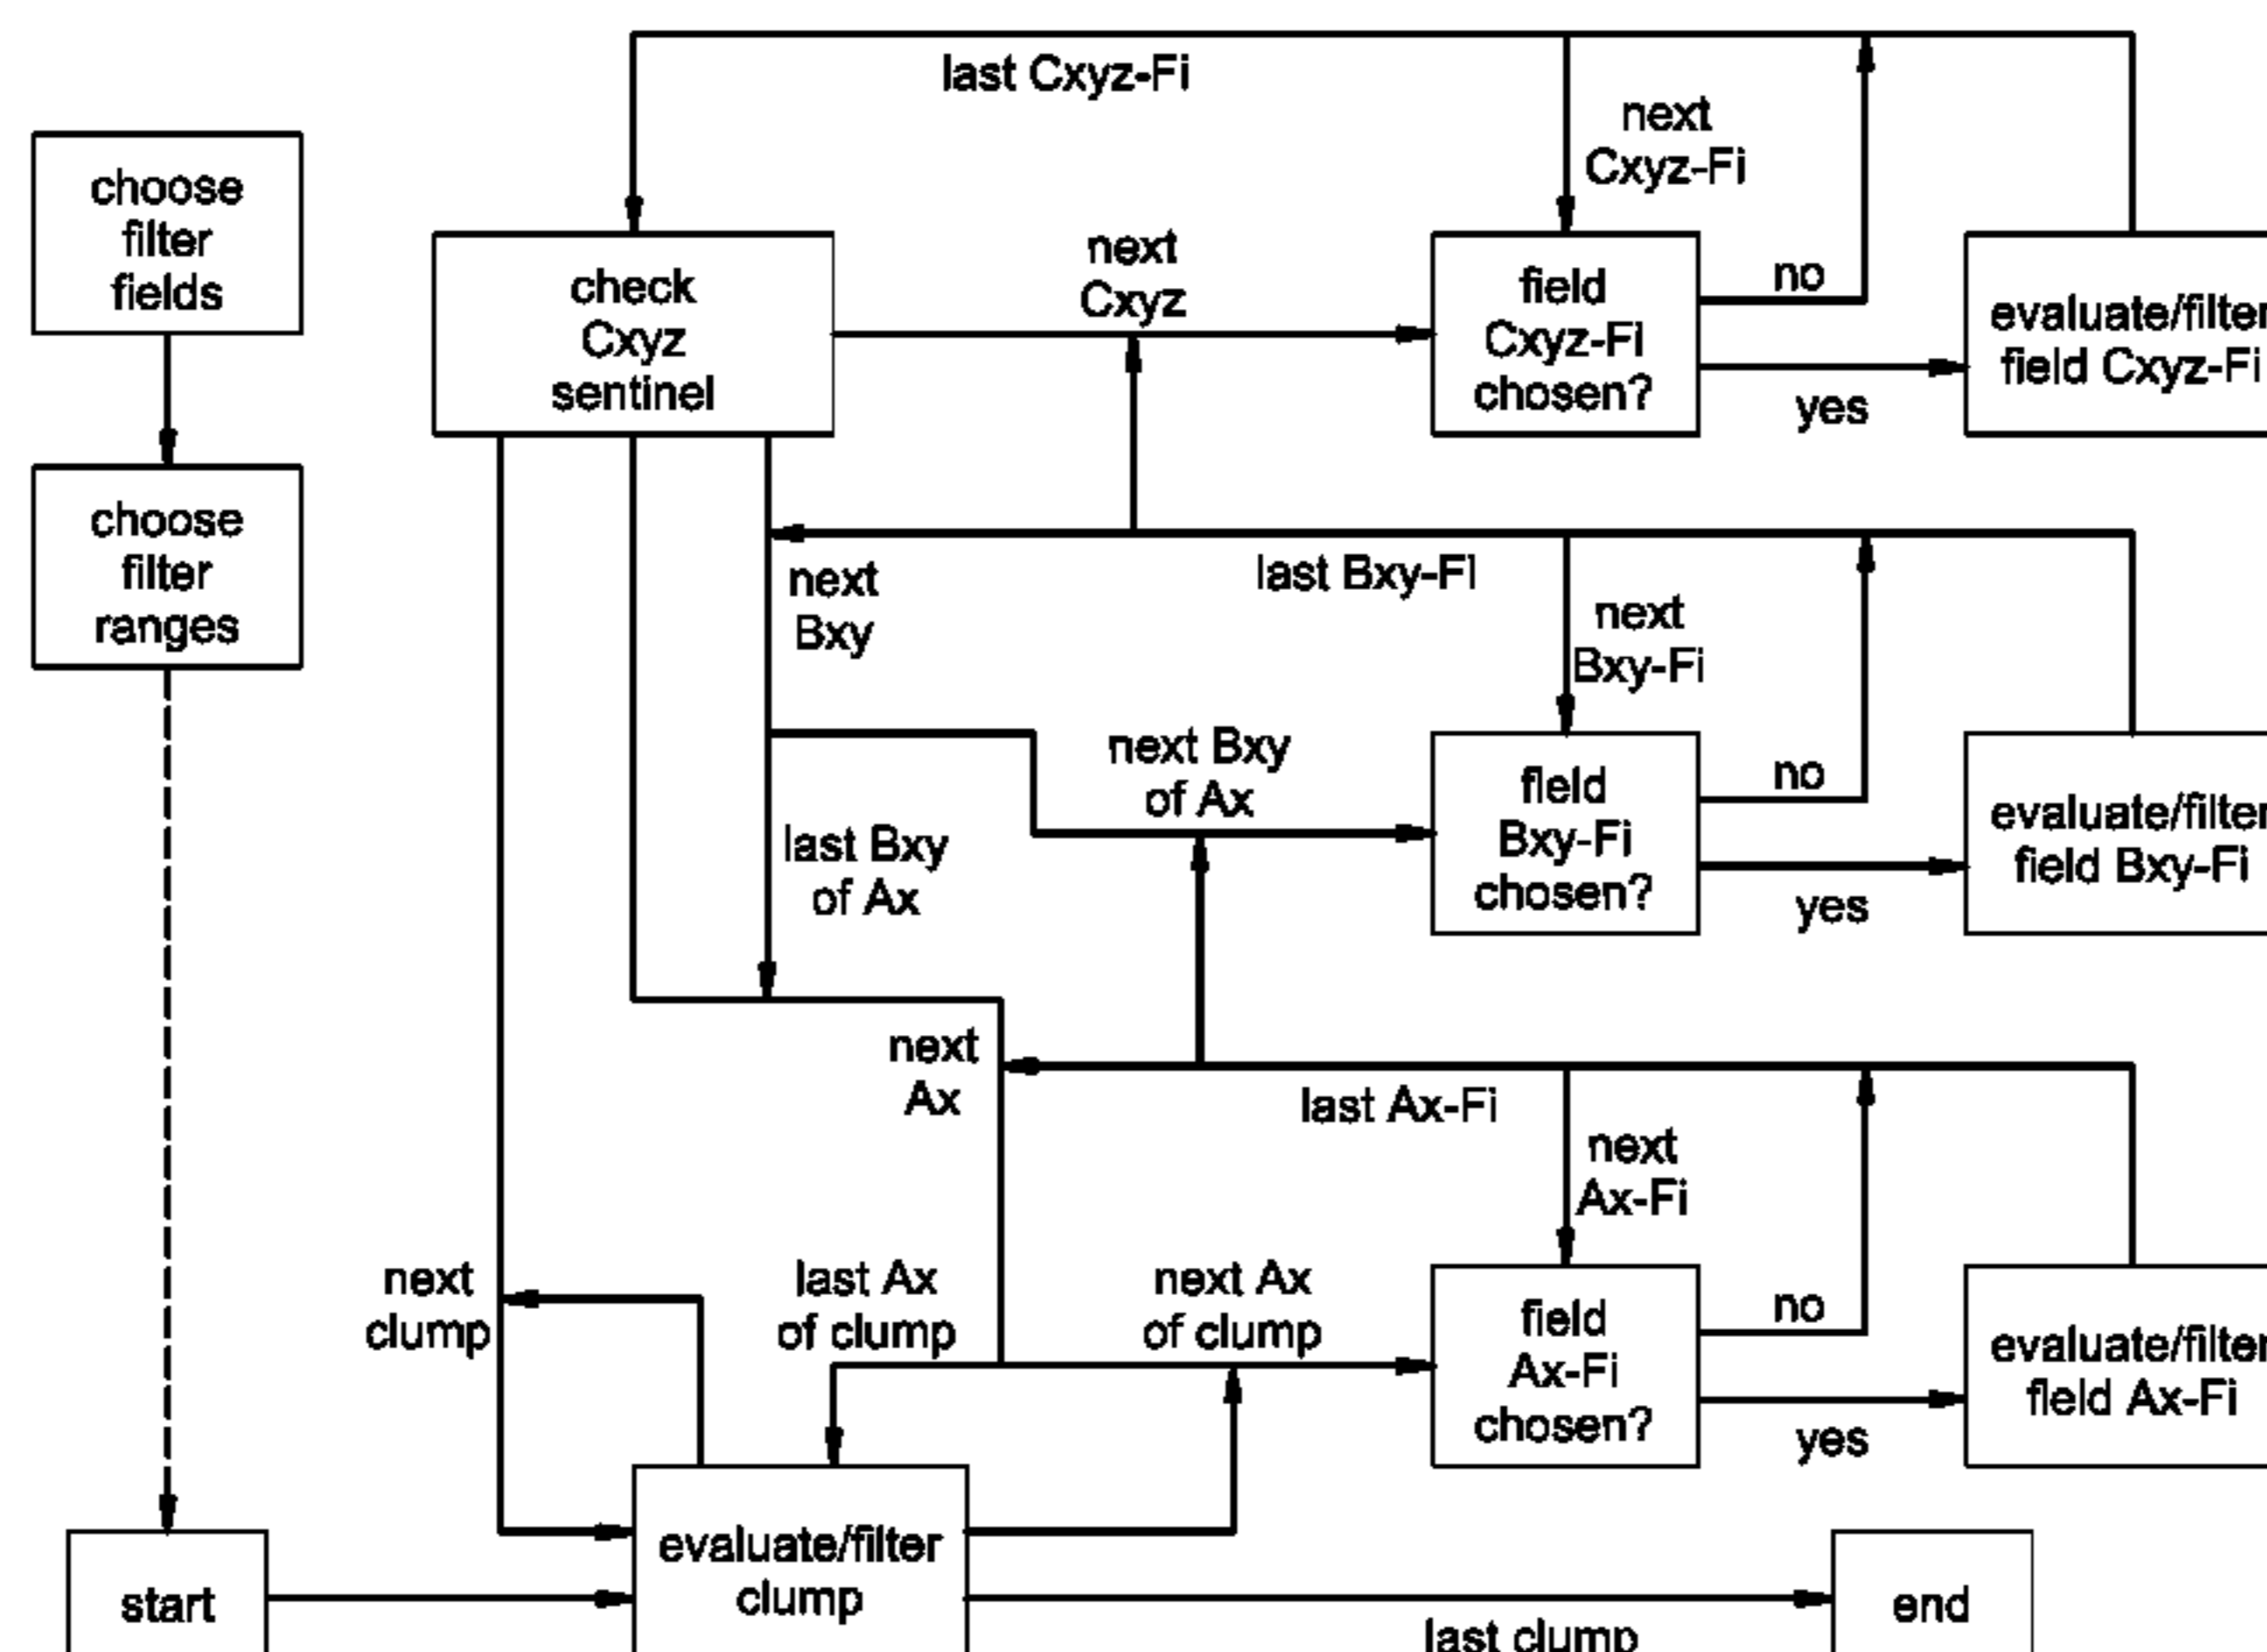 last Cxyz-Fi
next
Cxyz-Fi
choose
filter
fields
check
Cxyz
sentinel
next
Cxyz
field
Cxyz-Fi
chosen?
no
yes
evaluate/filter
field Cxyz-Fi
choose
filter
ranges
next
Bxy
last Bxy-Fi
next
Bxy-Fi
next Bxy
of Ax
last Bxy
of Ax
field
Bxy-Fi
chosen?
no
yes
evaluate/filter
field Bxy-Fi
next
Ax
last Ax-Fi
next
Ax-Fi
next
clump
last Ax
of clump
next Ax
of clump
field
Ax-Fi
chosen?
no
yes
evaluate/filter
field Ax-Fi
start
evaluate/filter
clump
last clump
end